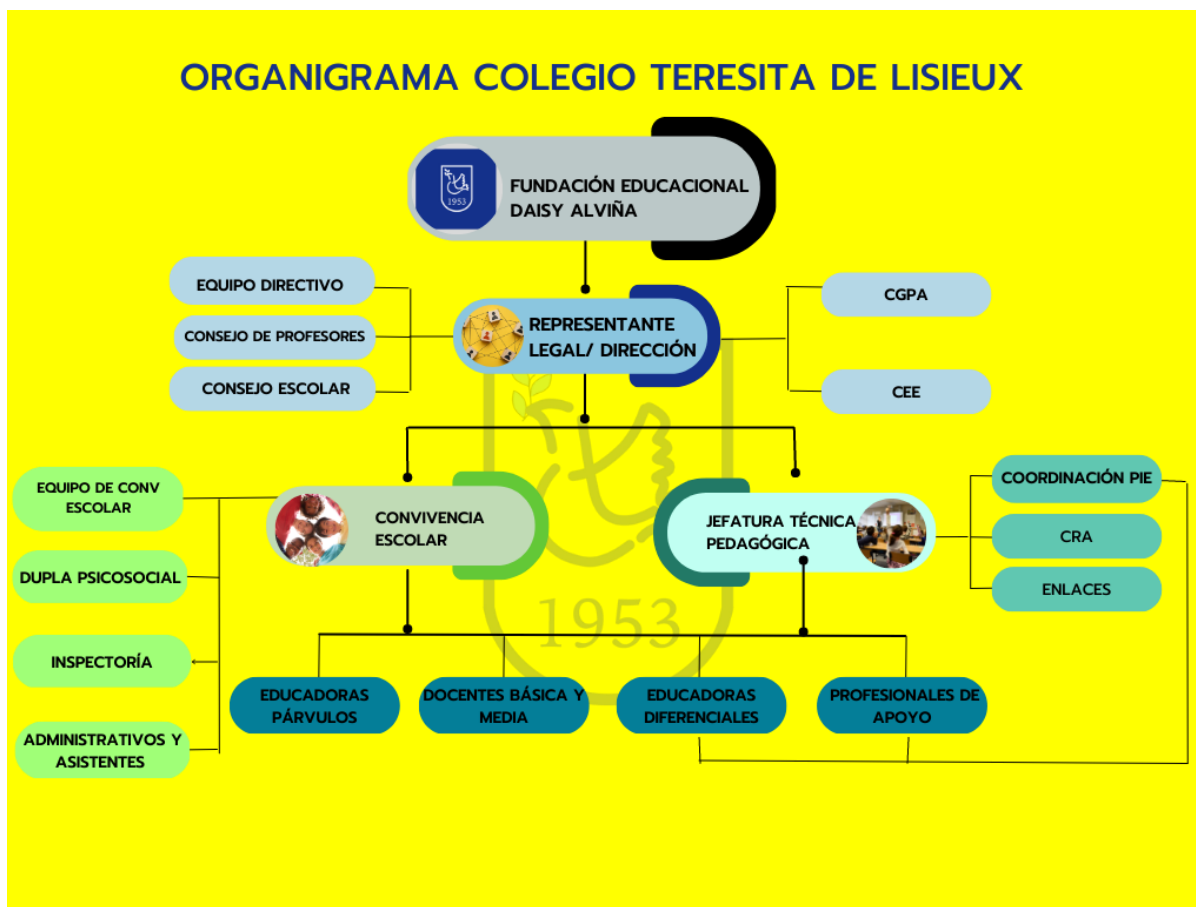 ORGANIGRAMA COLEGIO TERESITA DE LISIEUX
1953
FUNDACIÓN EDUCACIONAL
DAISY ALVIÑA
EQUIPO DIRECTIVO
CONSEJO DE PROFESORES
CONSEJO ESCOLAR
REPRESENTANTE
LEGAL/ DIRECCIÓN
CGPA
CEE
EQUIPO DE CONV
ESCOLAR
DUPLA PSICOSOCIAL
INSPECTORÍA
ADMINISTRATIVOS Y
ASISTENTES
CONVIVENCIA
ESCOLAR
JEFATURA TÉCNICA
PEDAGÓGICA
COORDINACIÓN PIE
CRA
ENLACES
1953
EDUCADORAS
PÁRVULOS
DOCENTES BÁSICA Y
MEDIA
EDUCADORAS
DIFERENCIALES
PROFESIONALES DE
APOYO